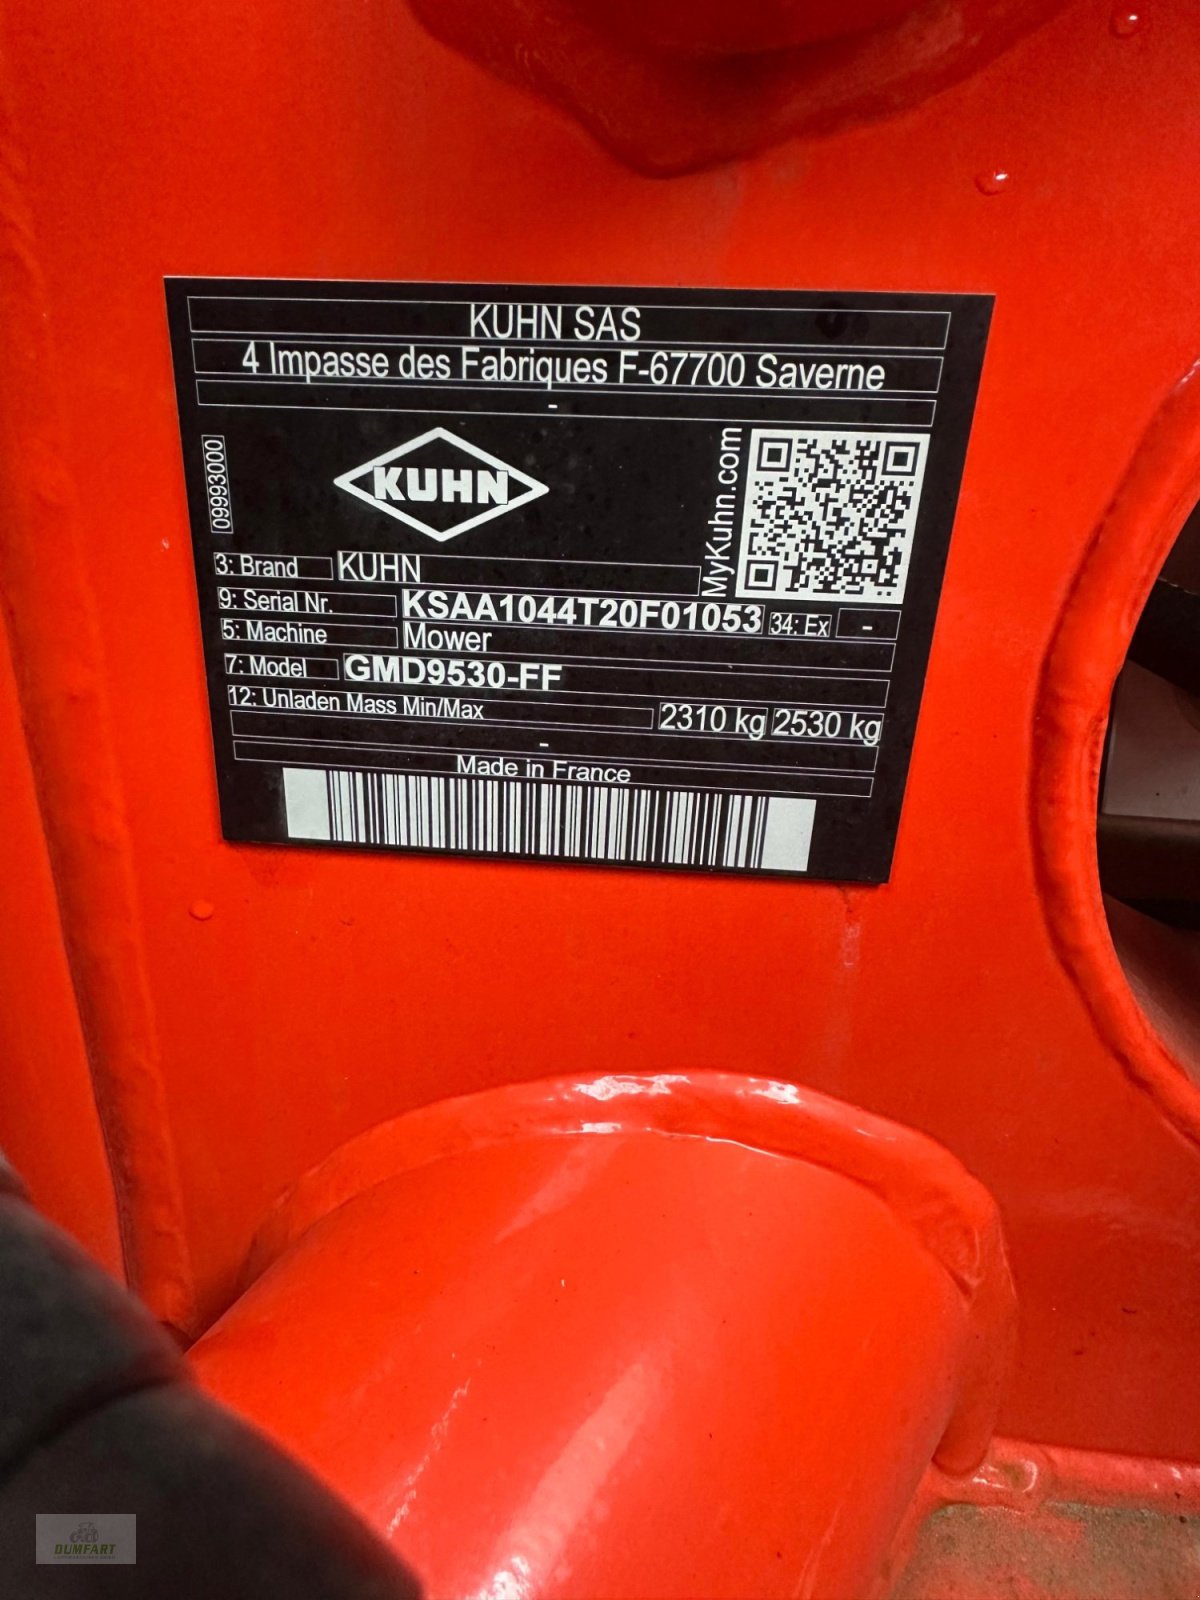 KUHN SAS
4 Impasse des Fabriques F-67700 Saverne
-
09993000
KUHN
MyKuhn.com
3: Brand KUHN
9: Serial Nr. KSAA1044T20F01053 34: Ex -
5: Machine Mower
7: Model GMD9530-FF
12: Unladen Mass Min/Max 2310 kg 2530 kg
-
Made in France
DUMFART